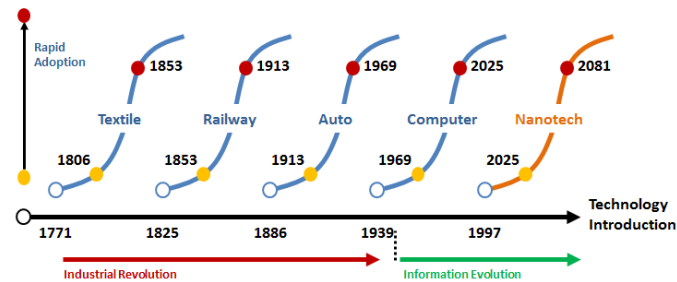 Rapid
Adoption
1853
1913
1969
2025
2081
Textile
Railway
Auto
Computer
Nanotech
1806
1853
1913
1969
2025
Technology
Introduction
1771
1825
1886
1939
1997
Industrial Revolution
Information Evolution